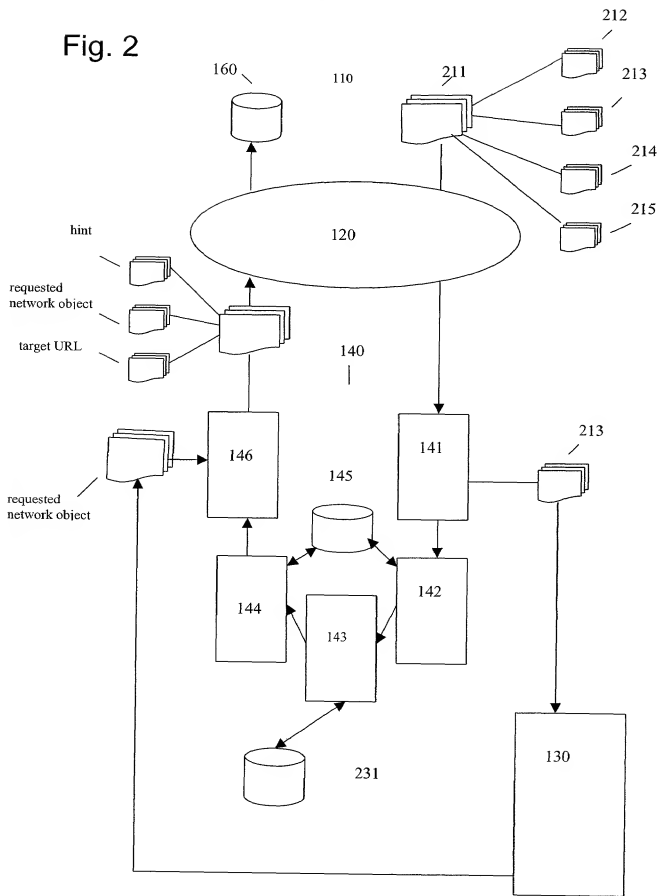 Fig. 2
160
110
211
212
213
214
215
120
hint
requested
network object
target URL
140
146
141
213
145
requested
network object
144
142
143
130
231